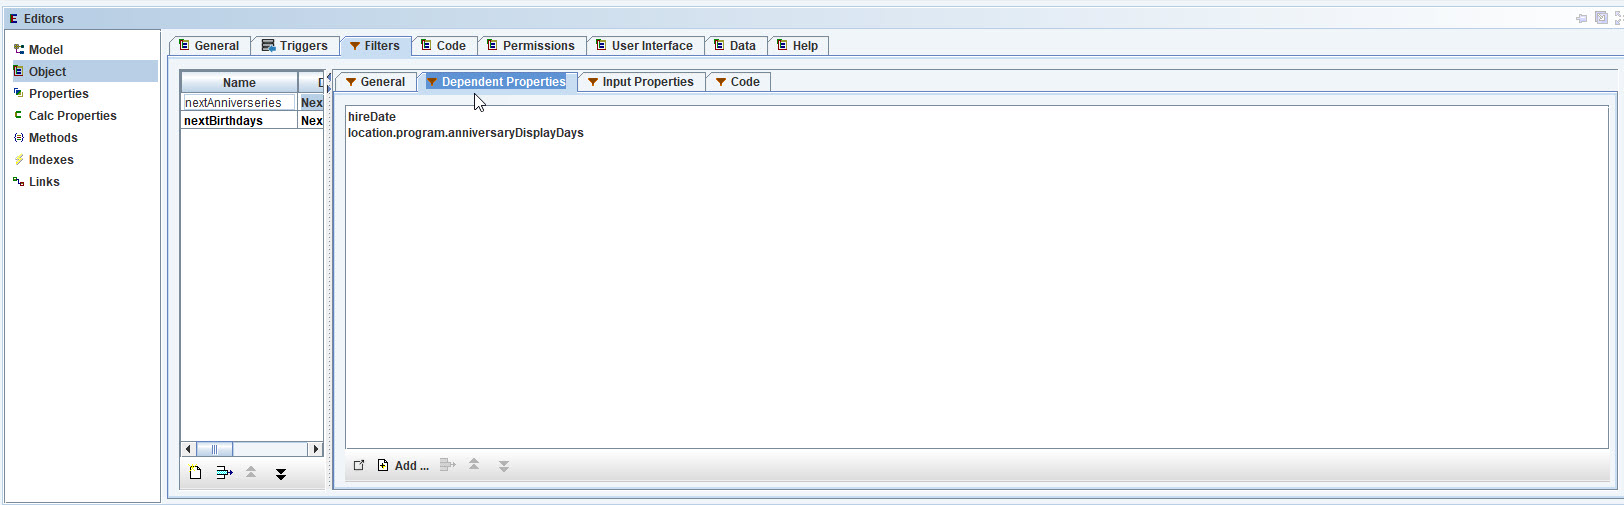 Editors
Model
Object
Properties
Calc Properties
Methods
Indexes
Links
General Triggers Filters Code Permissions User Interface Data Help
Name D
nextAnniverseries Nex
nextBirthdays Nex
General Dependent Properties Input Properties Code
hireDate
location.program.anniversaryDisplayDays
Add ...